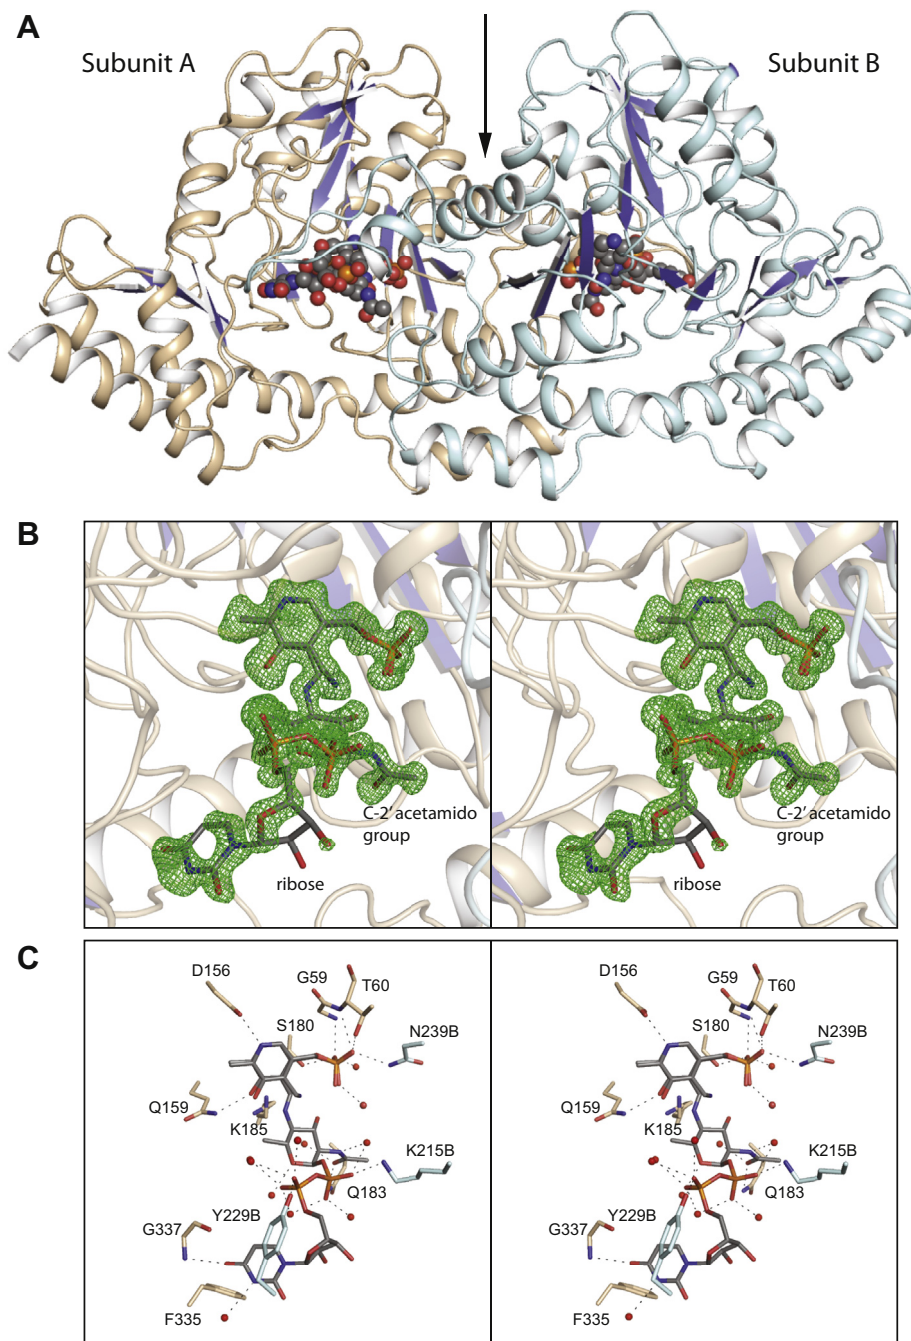 A
Subunit A
Subunit B
B
C-2′ acetamido
group
ribose
C-2′ acetamido
group
ribose
C
D156
G59
T60
S180
N239B
Q159
K185
K215B
Q183
Y229B
G337
F335
D156
G59
T60
S180
N239B
Q159
K185
K215B
Q183
Y229B
G337
F335